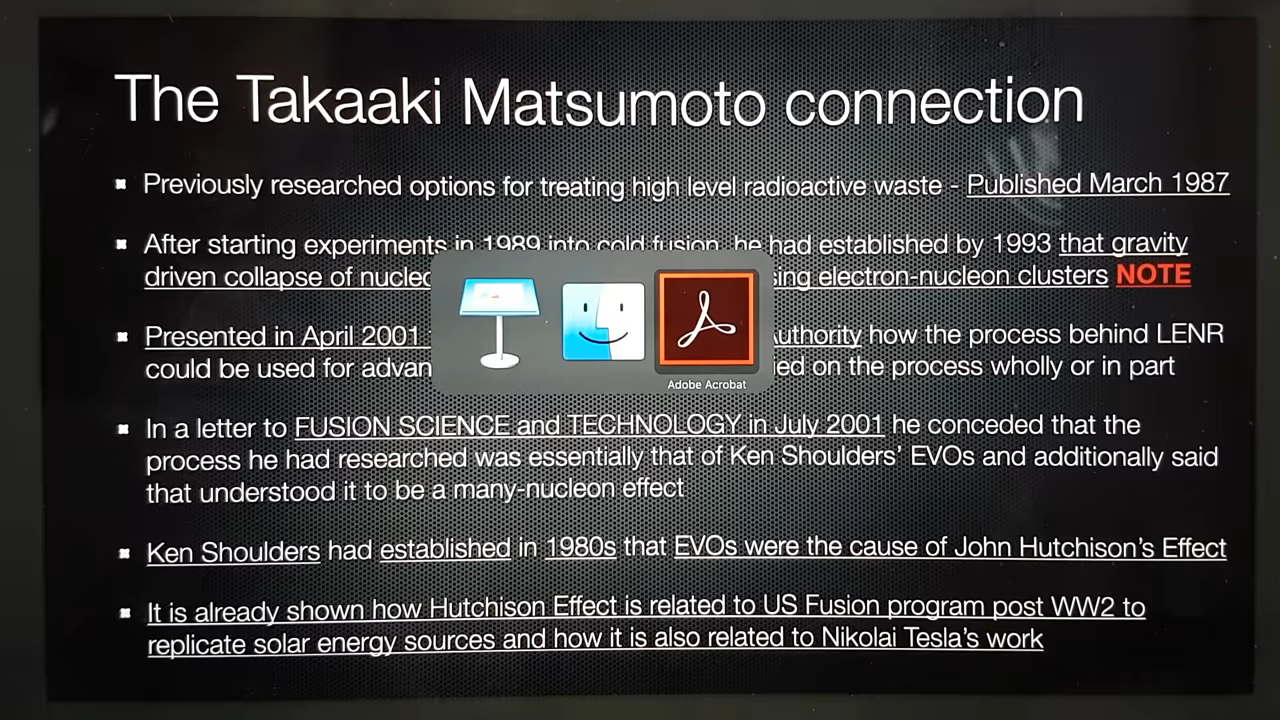 The Takaaki Matsumoto connection
Previously researched options for treating high level radioactive waste - Published March 1987
After starting experiments in 1989 into cold fusion, he had established by 1993 that gravity
driven collapse of electron-nucleon clusters NOTE
Presented in April 2001 how the process behind LENR
could be used for on the process wholly or in part
In a letter to FUSION SCIENCE and TECHNOLOGY in July 2001 he conceded that the
process he had researched was essentially that of Ken Shoulders' EVOs and additionally said
that understood it to be a many-nucleon effect
Ken Shoulders had established in 1980s that EVOs were the cause of John Hutchison's Effect
It is already shown how Hutchison Effect is related to US Fusion program post WW2 to
replicate solar energy sources and how it is also related to Nikolai Tesla's work
Adobe Acrobat